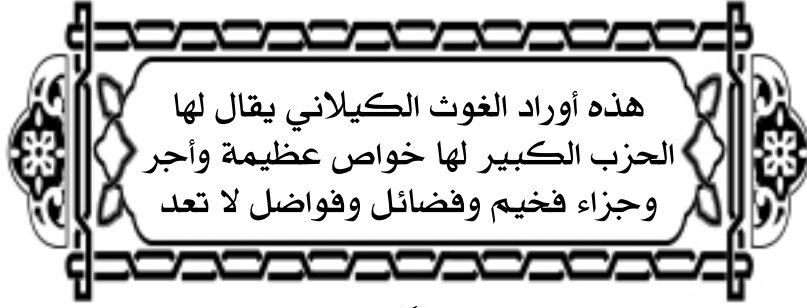 هذه أوراد الغوث الكيلاني يقال لها
الحزب الكبير لها خواص عظيمة وأجر
وجزاء فخيم وفضائل وفواضل لا تعد